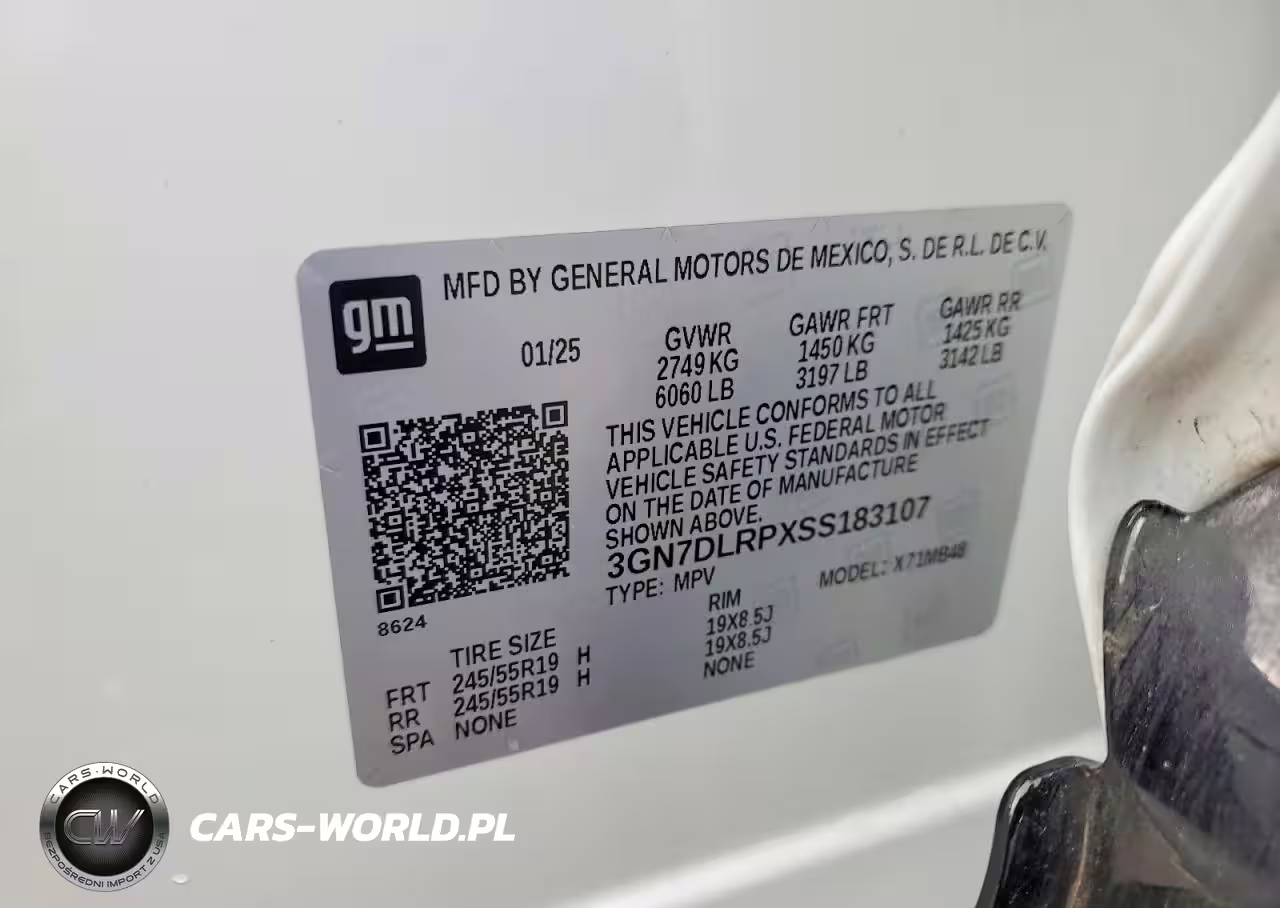 gm
MFD BY GENERAL MOTORS DE MEXICO, S. DE R.L. DE C.V.
01/25
GVWR
2749 KG
6060 LB
GAWR FRT
1450 KG
3197 LB
GAWR RR
1425 KG
3142 LB
THIS VEHICLE CONFORMS TO ALL
APPLICABLE U.S. FEDERAL MOTOR
VEHICLE SAFETY STANDARDS IN EFFECT
ON THE DATE OF MANUFACTURE
SHOWN ABOVE.
3GN7DLRPXSS183107
TYPE: MPV MODEL: X71MB48
8624
TIRE SIZE RIM
FRT 245/55R19 H 19X8.5J
RR 245/55R19 H 19X8.5J
SPA NONE NONE
CARS-WORLD
CW
BEZPOŚREDNI IMPORT Z USA
CARS-WORLD.PL